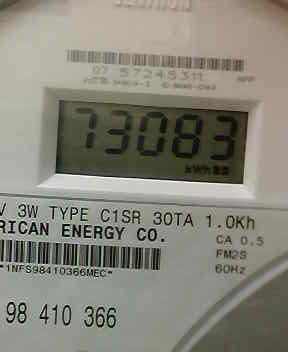 07 57245311
73083
kWh
V 3W TYPE C1SR 30TA 1.0Kh
RICAN ENERGY CO.
CA 0.5
FM2S
60Hz
*1NFS98410366MEC*
98 410 366